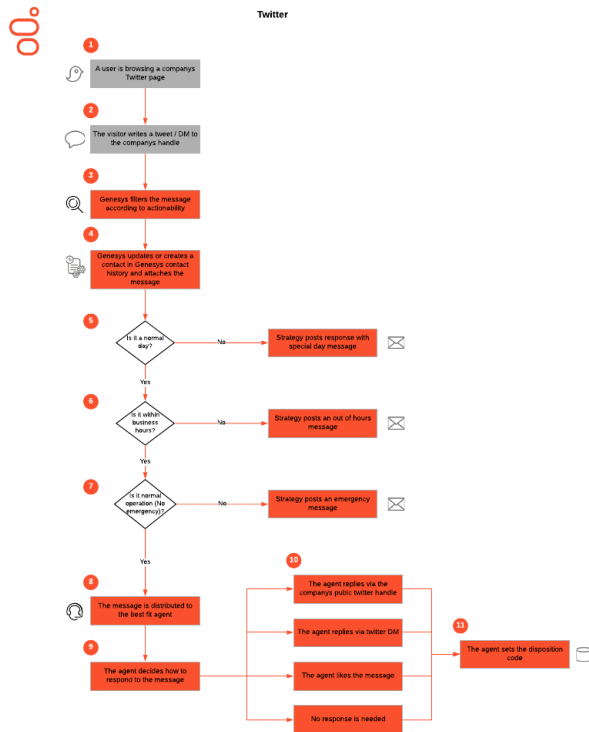 Twitter
1
A user is browsing a companys
Twitter page
2
The visitor writes a tweet / DM to
the companys handle
3
Genesys filters the message
according to actionability
4
Genesys updates or creates a
contact in Genesys contact
history and attaches the
message
5
Is it a normal
day?
No
Strategy posts response with
special day message
Yes
6
Is it within
business
hours?
No
Strategy posts an out of hours
message
Yes
7
Is it normal
operation (No
emergency)?
No
Strategy posts an emergency
message
Yes
8
The message is distributed to
the best fit agent
9
The agent decides how to
respond to the message
10
The agent replies via the
companys public twitter handle
The agent replies via twitter DM
The agent likes the message
No response is needed
11
The agent sets the disposition
code